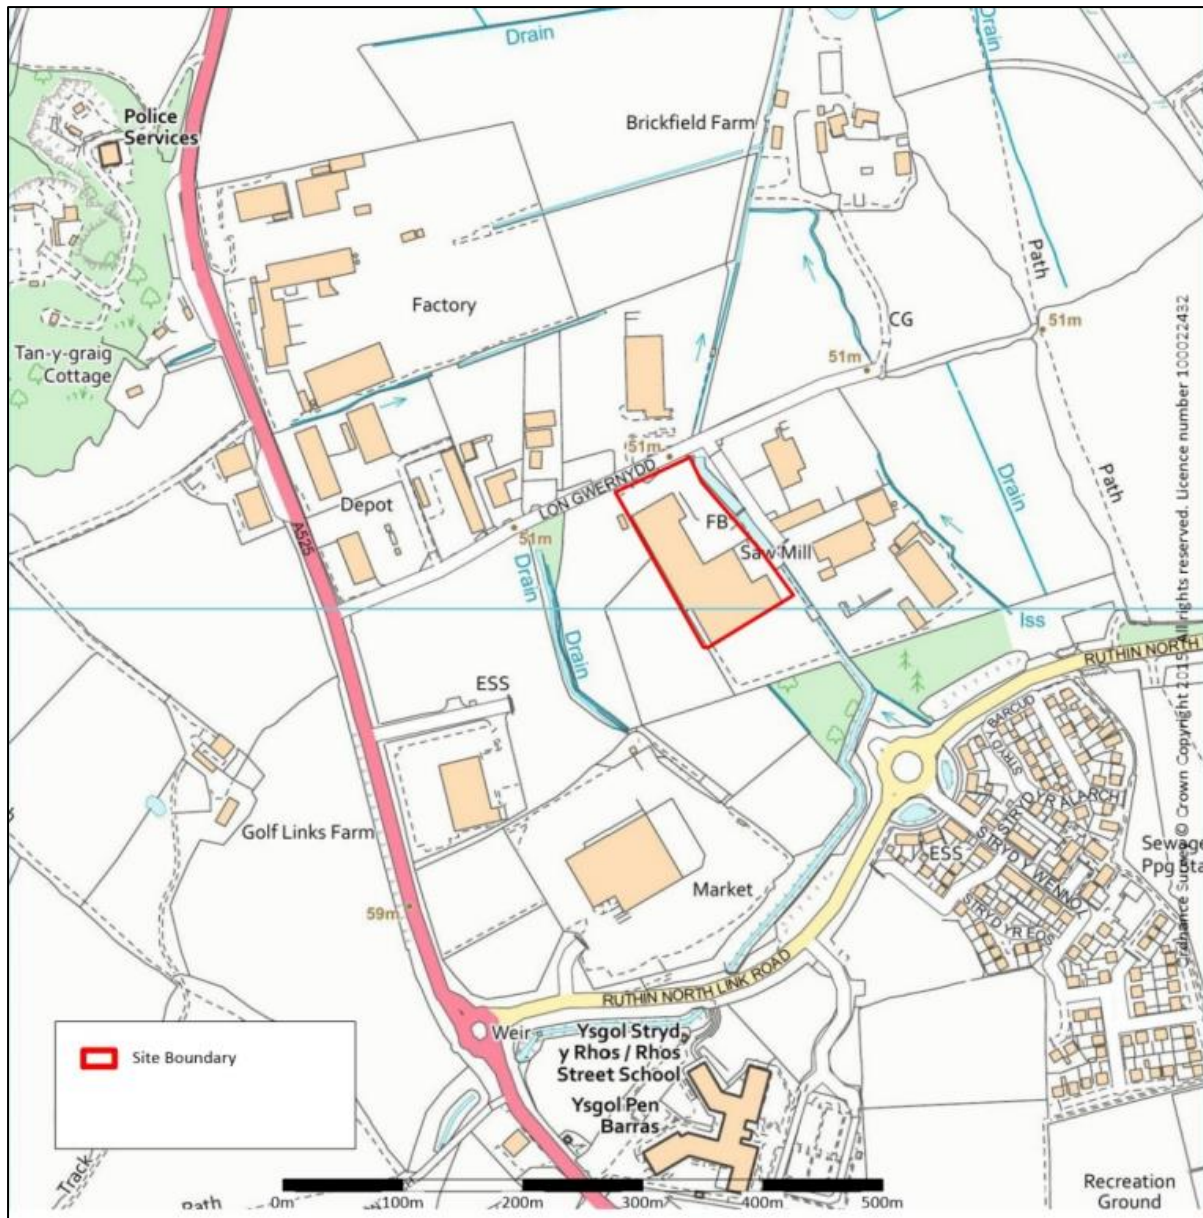 Drain
Drain
Police
Services
Brickfield Farm
Path
Factory
CG
51m
51m
Tan-y-graig
Cottage
51m
LON GWERNYDD
Depot
A525
51m
FB
Saw Mill
Drain
Path
Drain
Drain
Iss
RUTHIN NORTH
ESS
STRYD Y BARCUD
STRYD YR ALARCH
STRYD Y WENNOL
STRYD YR EOS
ESS
Golf Links Farm
Market
59m
Sewage
Ppg Sta
RUTHIN NORTH LINK ROAD
Weir
Ysgol Stryd
y Rhos / Rhos
Street School
Ysgol Pen
Barras
Site Boundary
Track
Path
0m
100m
200m
300m
400m
500m
Recreation
Ground
Ordnance Survey © Crown Copyright 2015. All rights reserved. Licence number 100022432